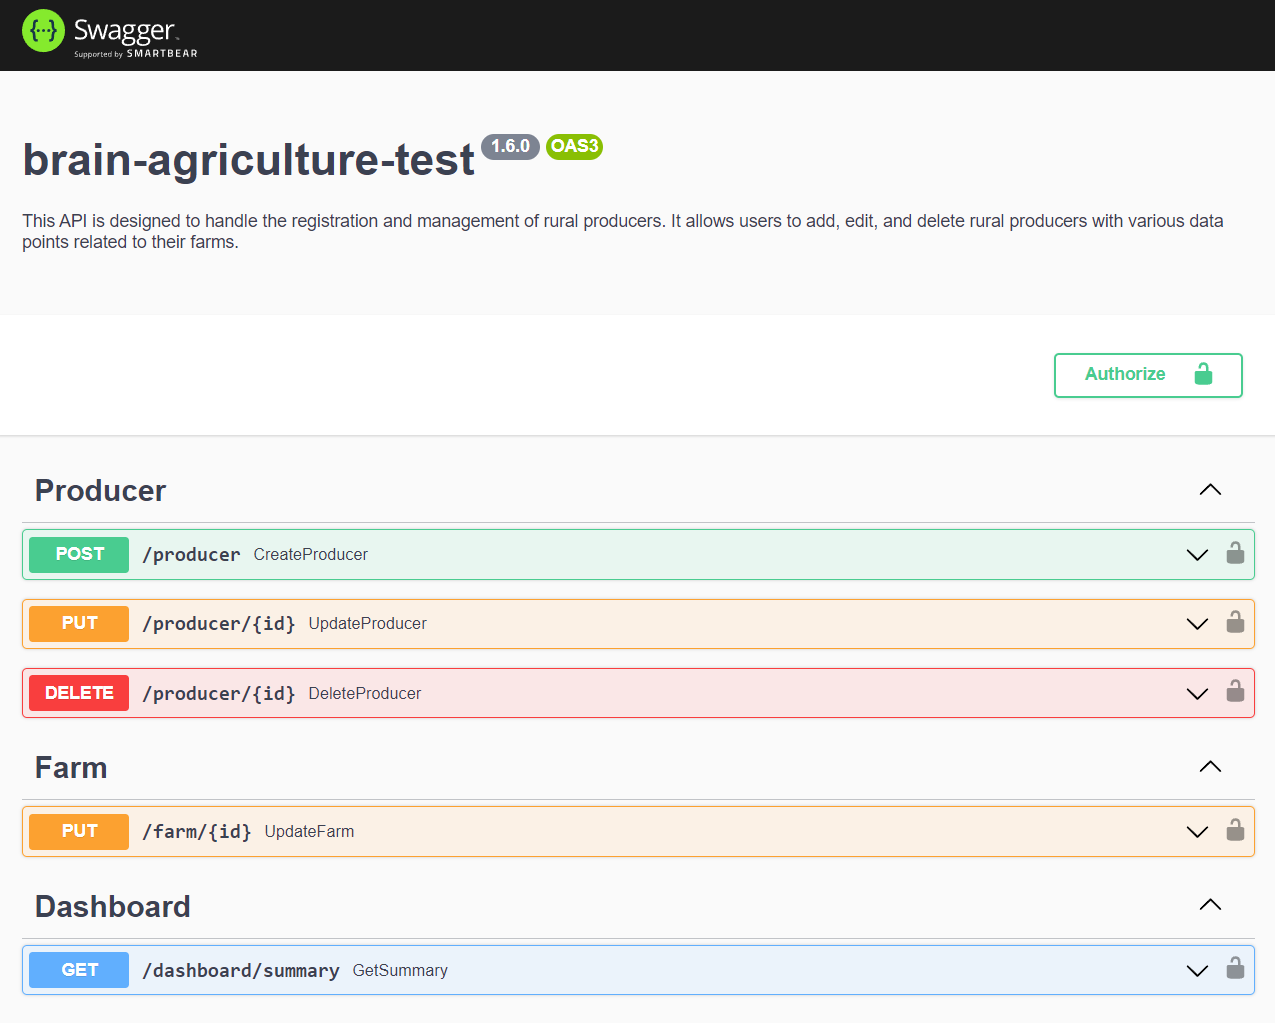 {···} Swagger™
Supported by SMARTBEAR
brain-agriculture-test 1.6.0 OAS3
This API is designed to handle the registration and management of rural producers. It allows users to add, edit, and delete rural producers with various data
points related to their farms.
Authorize
Producer
POST /producer CreateProducer
PUT /producer/{id} UpdateProducer
DELETE /producer/{id} DeleteProducer
Farm
PUT /farm/{id} UpdateFarm
Dashboard
GET /dashboard/summary GetSummary